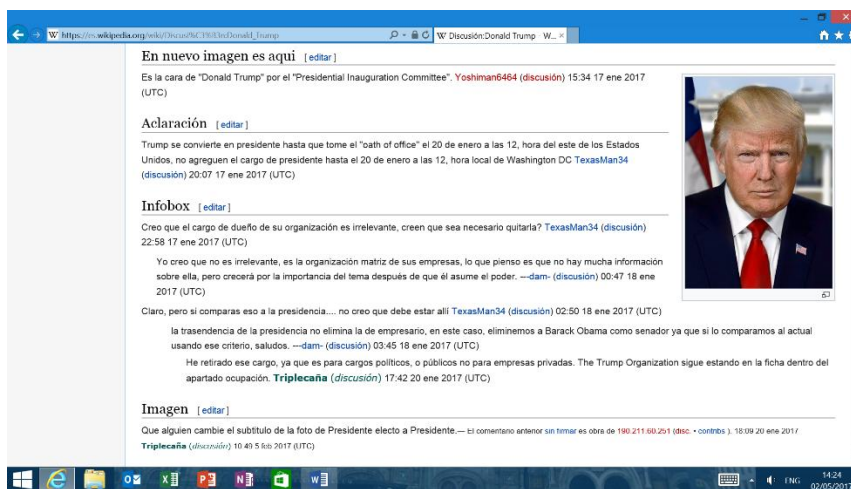 https://es.wikipedia.org/wiki/Discusi%C3%B3n:Donald_Trump
W Discusión:Donald Trump - W...
En nuevo imagen es aqui [editar]
Es la cara de "Donald Trump" por el "Presidential Inauguration Committee". Yoshiman6464 (discusión) 15:34 17 ene 2017
(UTC)
Aclaración [editar]
Trump se convierte en presidente hasta que tome el "oath of office" el 20 de enero a las 12, hora del este de los Estados
Unidos, no agreguen el cargo de presidente hasta el 20 de enero a las 12, hora local de Washington DC TexasMan34
(discusión) 20:07 17 ene 2017 (UTC)
Infobox [editar]
Creo que el cargo de dueño de su organización es irrelevante, creen que sea necesario quitarla? TexasMan34 (discusión)
22:58 17 ene 2017 (UTC)
Yo creo que no es irrelevante, es la organización matriz de sus empresas, lo que pienso es que no hay mucha información
sobre ella, pero crecerá por la importancia del tema después de que él asume el poder. ---dam- (discusión) 00:47 18 ene
2017 (UTC)
Claro, pero si comparas eso a la presidencia.... no creo que debe estar allí TexasMan34 (discusión) 02:50 18 ene 2017 (UTC)
la trasendencia de la presidencia no elimina la de empresario, en este caso, eliminemos a Barack Obama como senador ya que si lo comparamos al actual
usando ese criterio, saludos. ---dam- (discusión) 03:45 18 ene 2017 (UTC)
He retirado ese cargo, ya que es para cargos políticos, o públicos no para empresas privadas. The Trump Organization sigue estando en la ficha dentro del
apartado ocupación. Triplecaña (discusión) 17:42 20 ene 2017 (UTC)
Imagen [editar]
Que alguien cambie el subtitulo de la foto de Presidente electo a Presidente.— El comentario anterior sin firmar es obra de 190.211.60.251 (disc. • contribs ). 18:09 20 ene 2017
Triplecaña (discusión) 10:49 5 feb 2017 (UTC)
ENG
14:24
02/05/2017